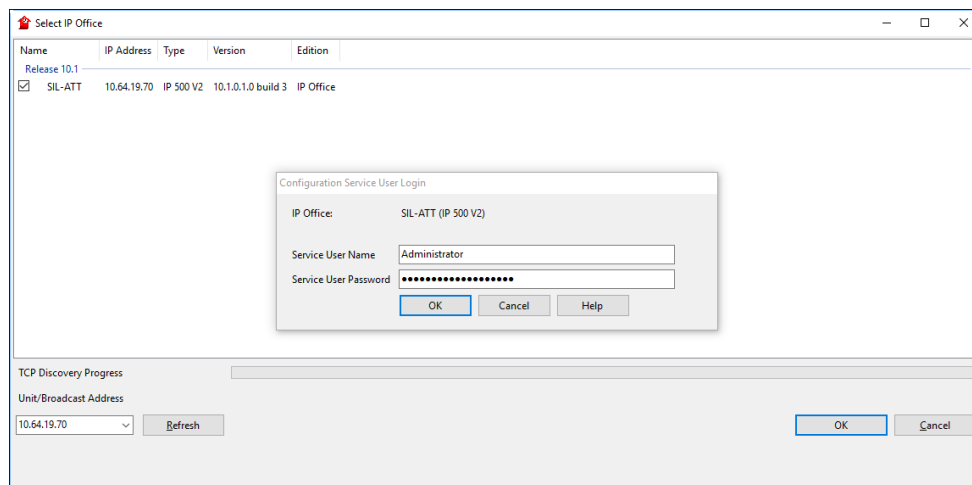 Select IP Office
Name IP Address Type Version Edition
Release 10.1
SIL-ATT 10.64.19.70 IP 500 V2 10.1.0.1.0 build 3 IP Office
Configuration Service User Login
IP Office: SIL-ATT (IP 500 V2)
Service User Name Administrator
Service User Password ●●●●●●●●●●●●●●●●●●●
OK Cancel Help
TCP Discovery Progress
Unit/Broadcast Address
10.64.19.70 Refresh OK Cancel